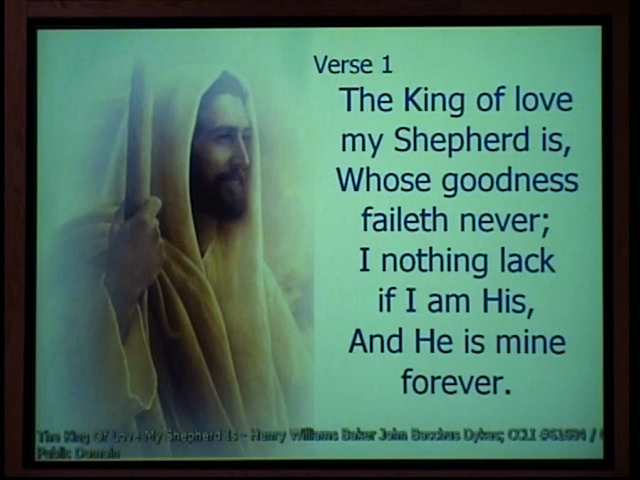 Verse 1
The King of love
my Shepherd is,
Whose goodness
faileth never;
I nothing lack
if I am His,
And He is mine
forever.
The King Of Love My Shepherd Is - Henry Williams Baker John Bacchus Dykes; CCLI /
Public Domain